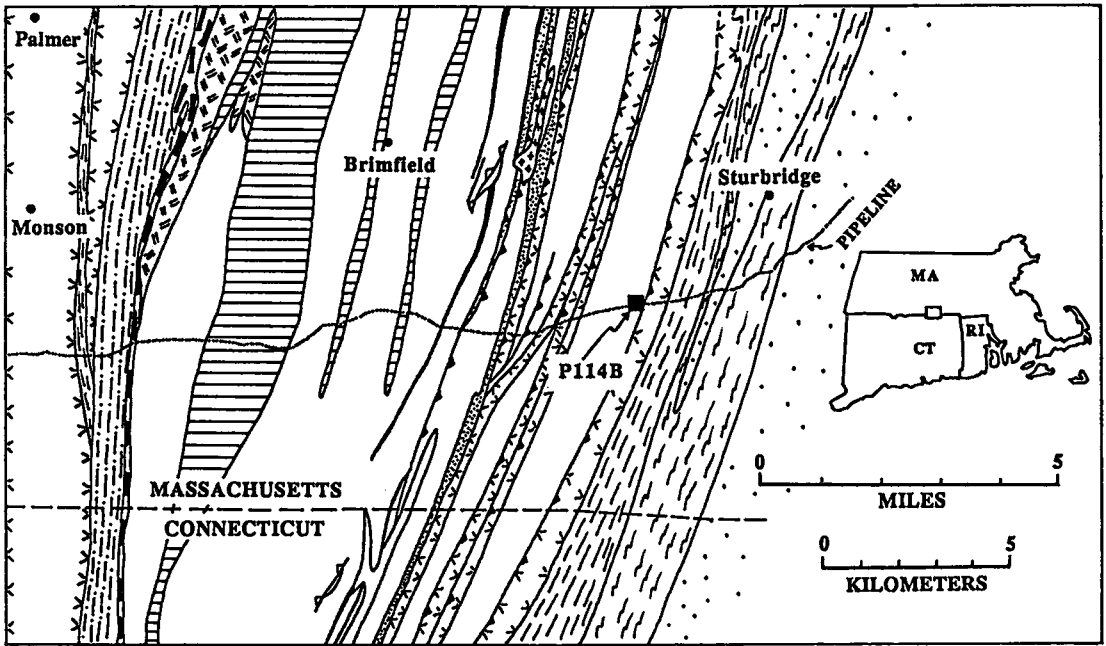 Palmer
Brimfield
Sturbridge
Monson
PIPELINE
MA
CT
RI
P114B
0 5
MILES
MASSACHUSETTS
CONNECTICUT
0 5
KILOMETERS